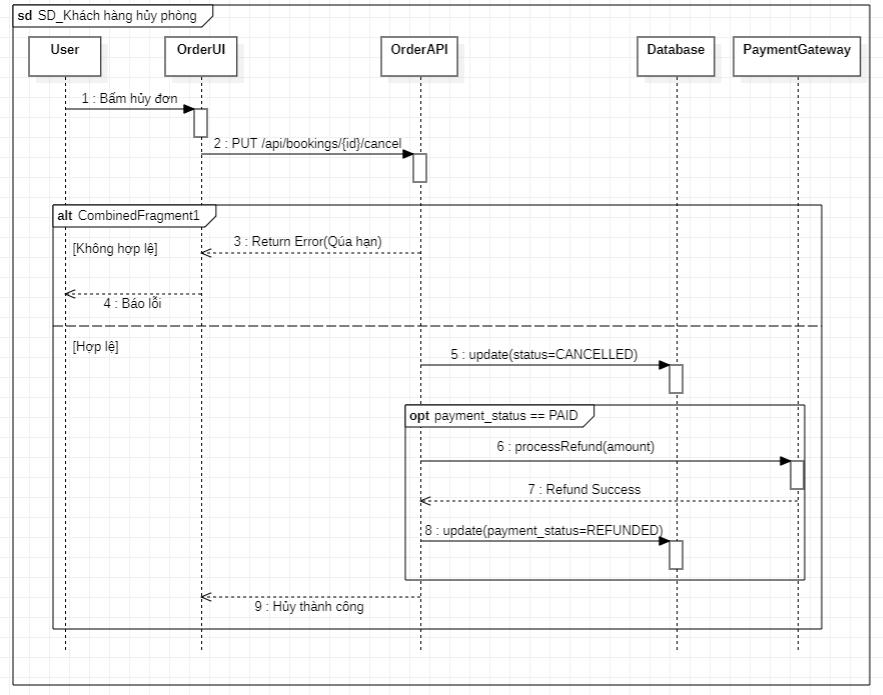 sd SD_Khách hàng hủy phòng
User
OrderUI
OrderAPI
Database
PaymentGateway
1 : Bấm hủy đơn
2 : PUT /api/bookings/{id}/cancel
alt CombinedFragment1
[Không hợp lệ]
3 : Return Error(Qúa hạn)
4 : Báo lỗi
[Hợp lệ]
5 : update(status=CANCELLED)
opt payment_status == PAID
6 : processRefund(amount)
7 : Refund Success
8 : update(payment_status=REFUNDED)
9 : Hủy thành công